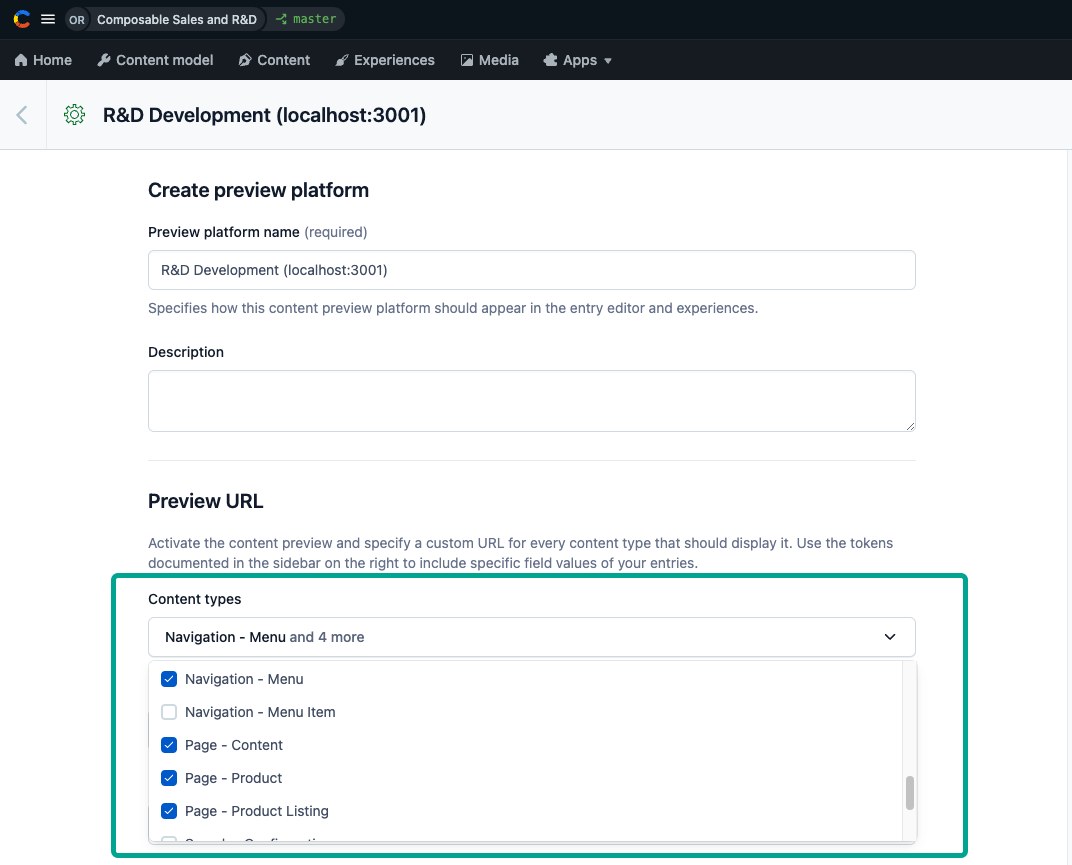 OR Composable Sales and R&D master
Home Content model Content Experiences Media Apps
R&D Development (localhost:3001)
Create preview platform
Preview platform name (required)
R&D Development (localhost:3001)
Specifies how this content preview platform should appear in the entry editor and experiences.
Description
Preview URL
Activate the content preview and specify a custom URL for every content type that should display it. Use the tokens
documented in the sidebar on the right to include specific field values of your entries.
Content types
Navigation - Menu and 4 more
Navigation - Menu
Navigation - Menu Item
Page - Content
Page - Product
Page - Product Listing